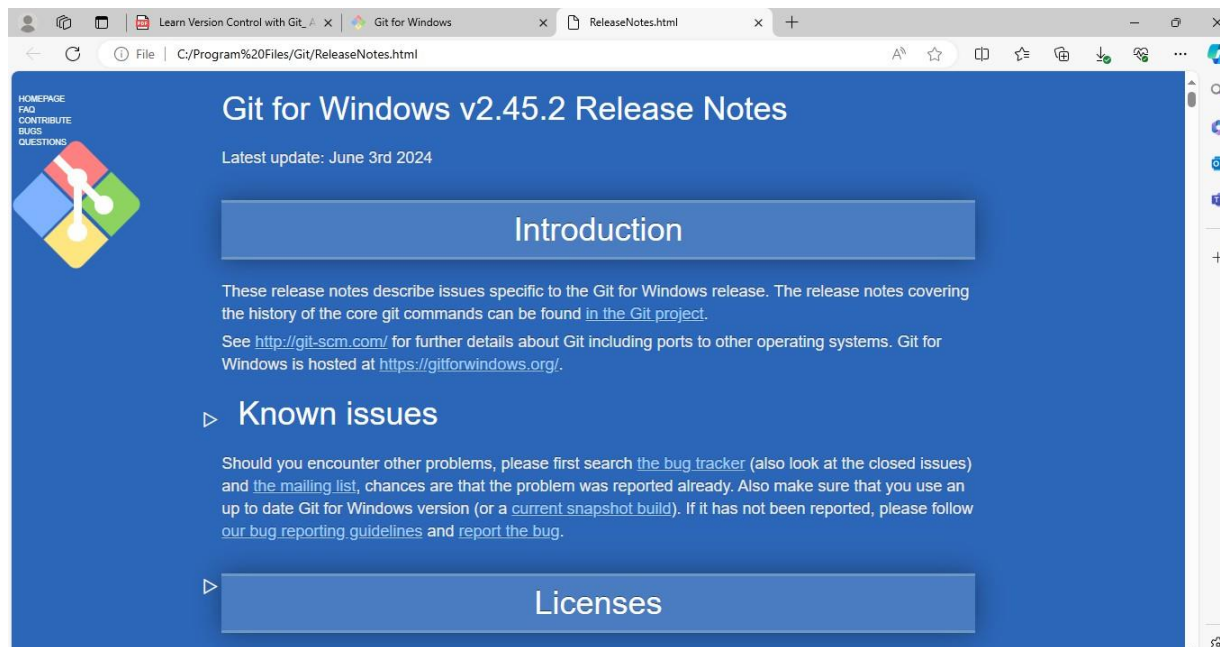 Learn Version Control with Git_ A
Git for Windows
ReleaseNotes.html
File
C:/Program%20Files/Git/ReleaseNotes.html
HOMEPAGE
FAQ
CONTRIBUTE
BUGS
QUESTIONS
Git for Windows v2.45.2 Release Notes
Latest update: June 3rd 2024
Introduction
These release notes describe issues specific to the Git for Windows release. The release notes covering
the history of the core git commands can be found in the Git project.
See http://git-scm.com/ for further details about Git including ports to other operating systems. Git for
Windows is hosted at https://gitforwindows.org/.
Known issues
Should you encounter other problems, please first search the bug tracker (also look at the closed issues)
and the mailing list, chances are that the problem was reported already. Also make sure that you use an
up to date Git for Windows version (or a current snapshot build). If it has not been reported, please follow
our bug reporting guidelines and report the bug.
Licenses